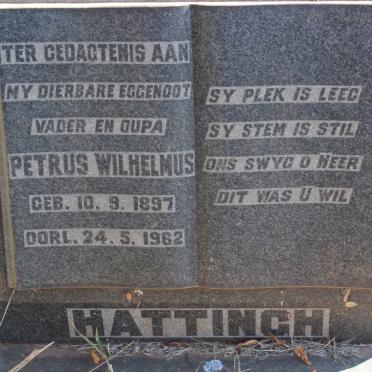 TER GEDAGTENIS AAN
MY DIERBARE EGGENOOT
VADER EN OUPA
PETRUS WILHELMUS
GEB. 10. 9. 1897
OORL. 24. 5. 1962
SY PLEK IS LEEG
SY STEM IS STIL
ONS SWYG O HEER
DIT WAS U WIL
HATTINGH